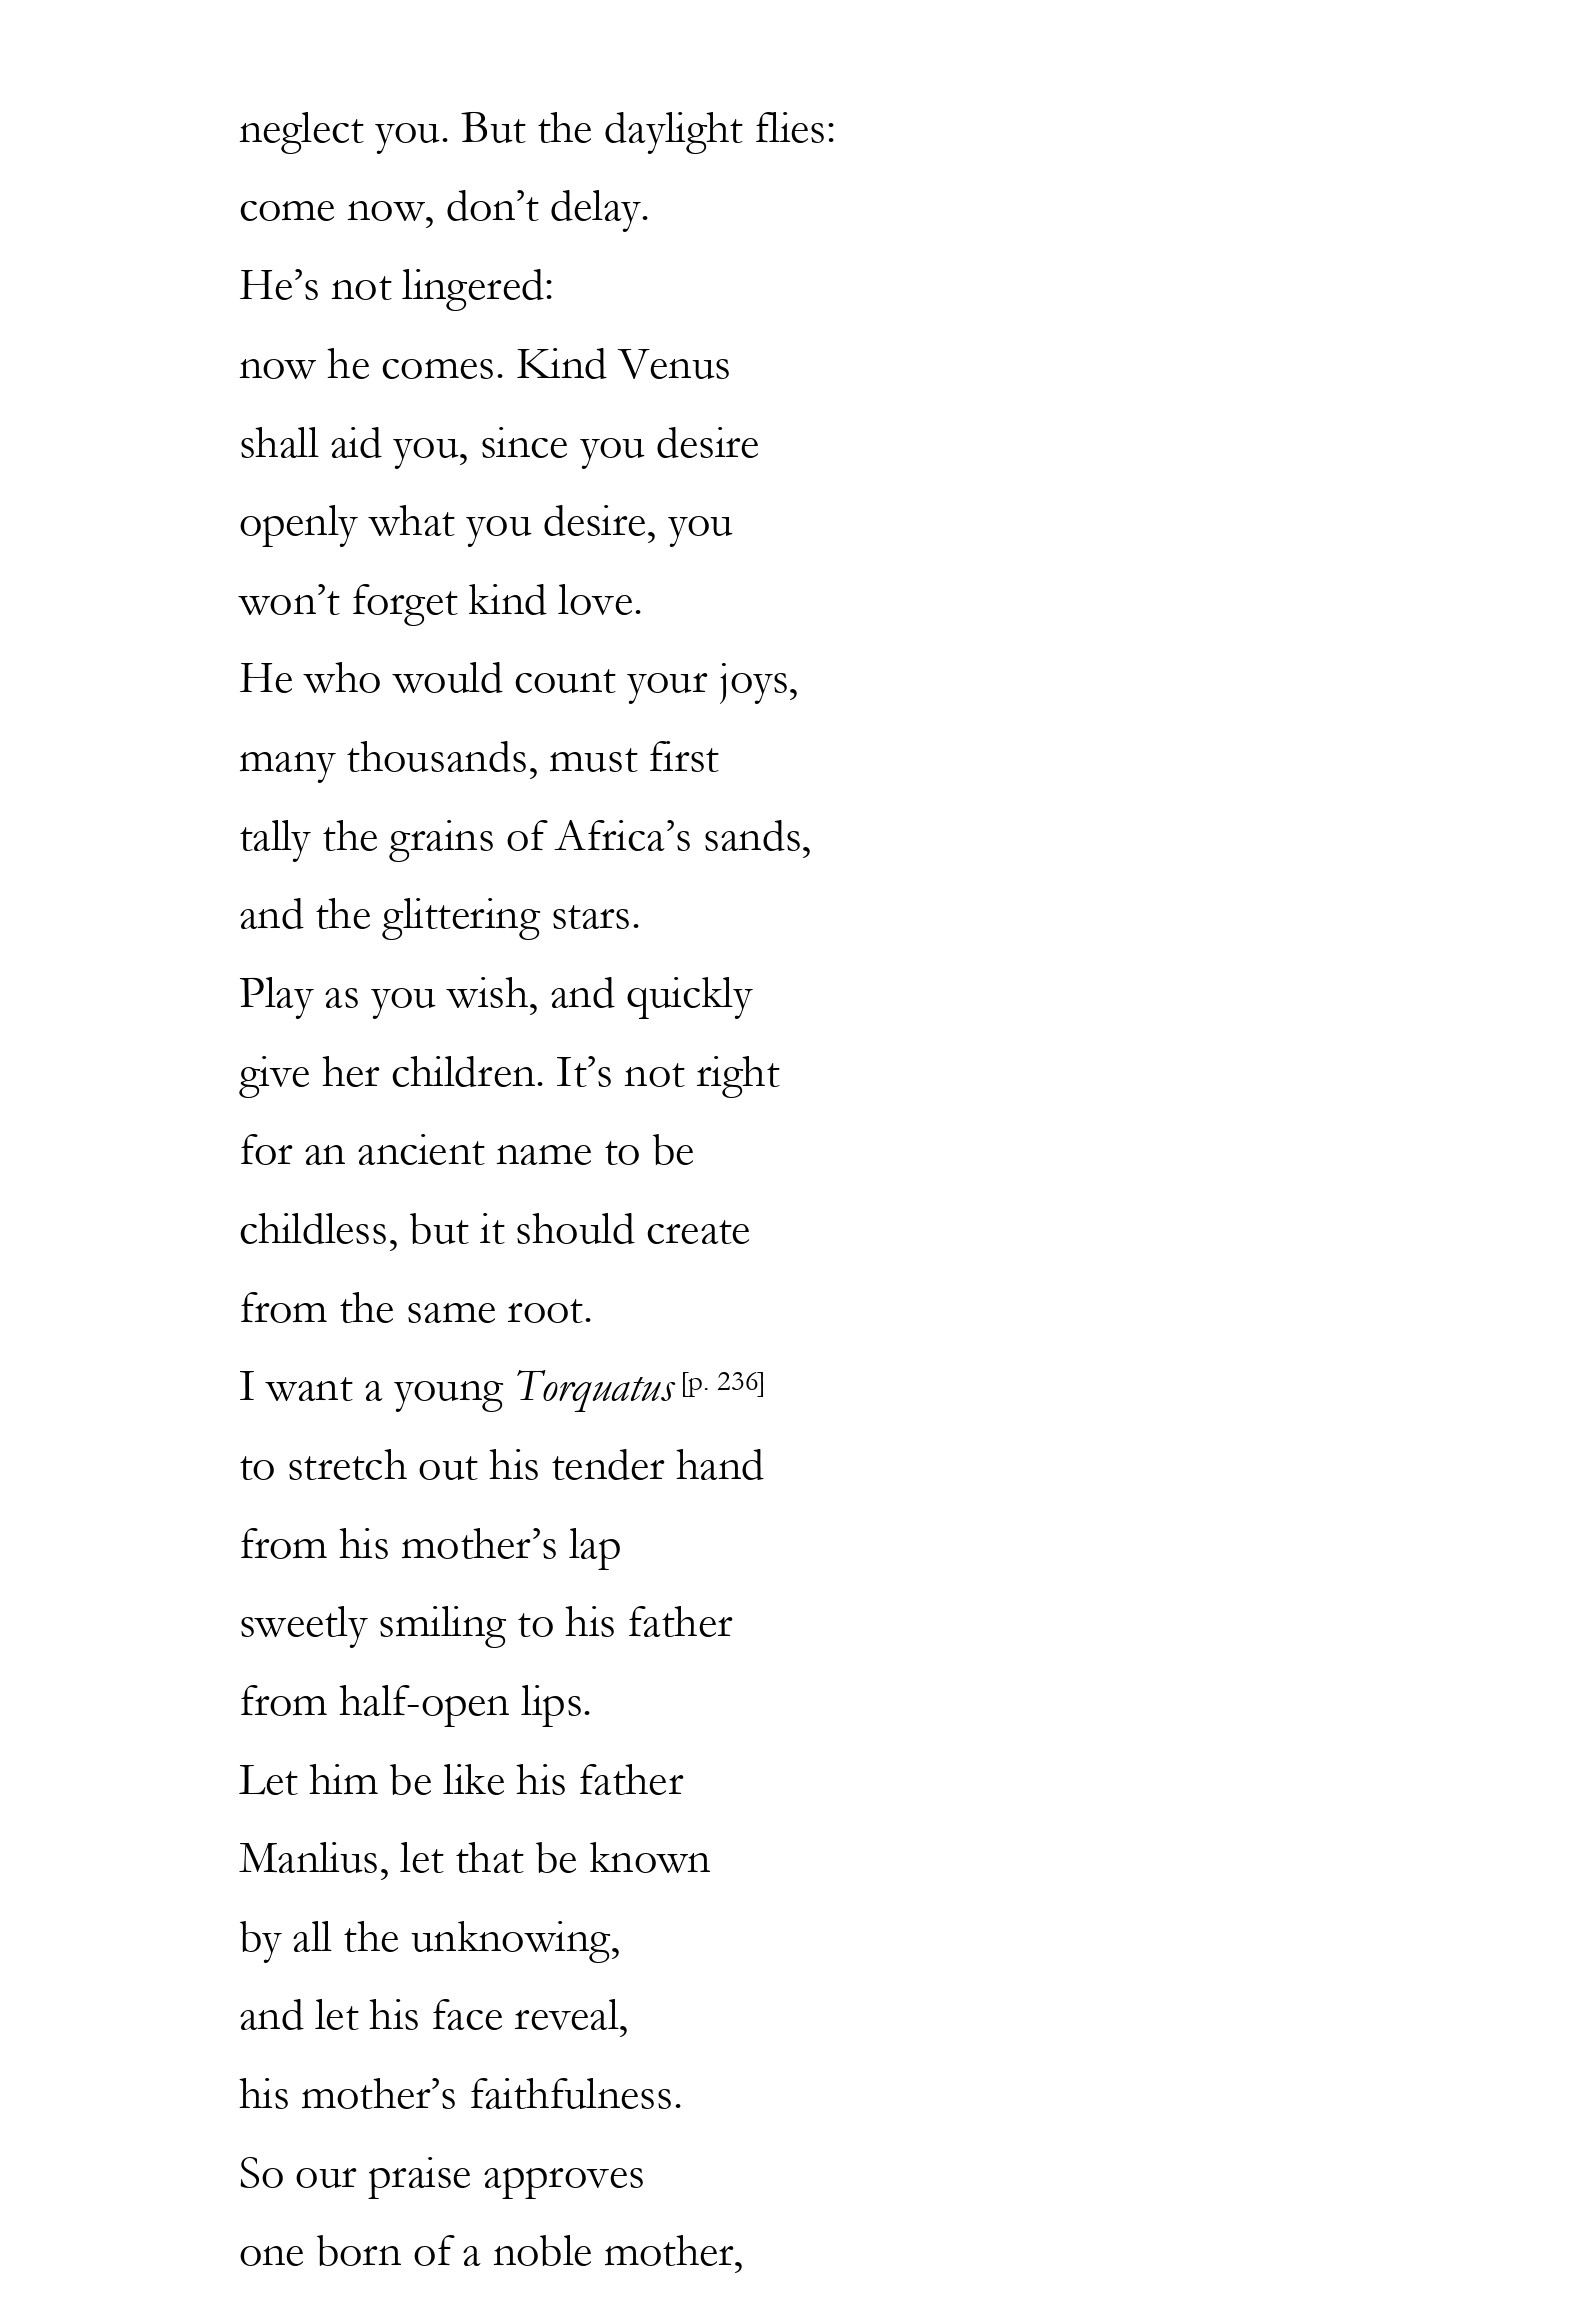 neglect you. But the daylight flies:
come now, don’t delay.
He’s not lingered:
now he comes. Kind Venus
shall aid you, since you desire
openly what you desire, you
won’t forget kind love.
He who would count your joys,
many thousands, must first
tally the grains of Africa’s sands,
and the glittering stars.
Play as you wish, and quickly
give her children. It’s not right
for an ancient name to be
childless, but it should create
from the same root.
I want a young Torquatus [p. 236]
to stretch out his tender hand
from his mother’s lap
sweetly smiling to his father
from half-open lips.
Let him be like his father
Manlius, let that be known
by all the unknowing,
and let his face reveal,
his mother’s faithfulness.
So our praise approves
one born of a noble mother,